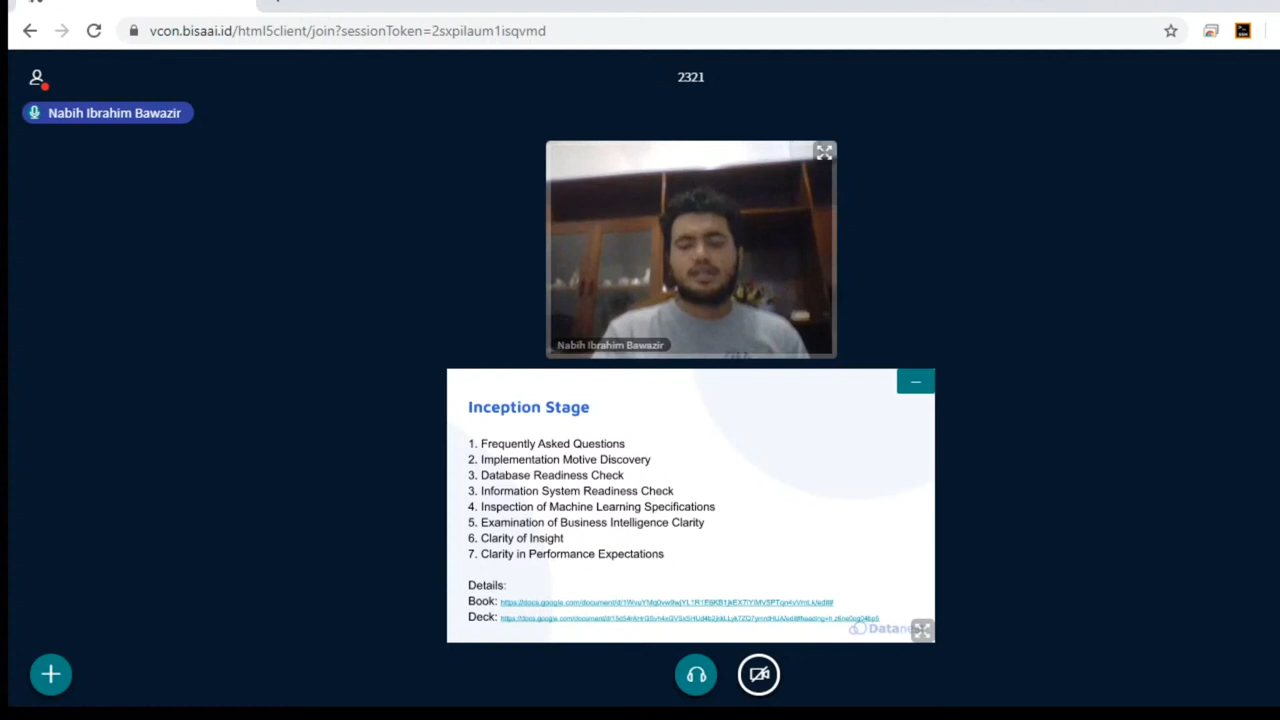 vcon.bisaai.id/html5client/join?sessionToken=2sxpilaum1isqvmd
2321
Nabih Ibrahim Bawazir
Nabih Ibrahim Bawazir
Inception Stage
1. Frequently Asked Questions
2. Implementation Motive Discovery
3. Database Readiness Check
3. Information System Readiness Check
4. Inspection of Machine Learning Specifications
5. Examination of Business Intelligence Clarity
6. Clarity of Insight
7. Clarity in Performance Expectations
Details:
Book:
Deck: